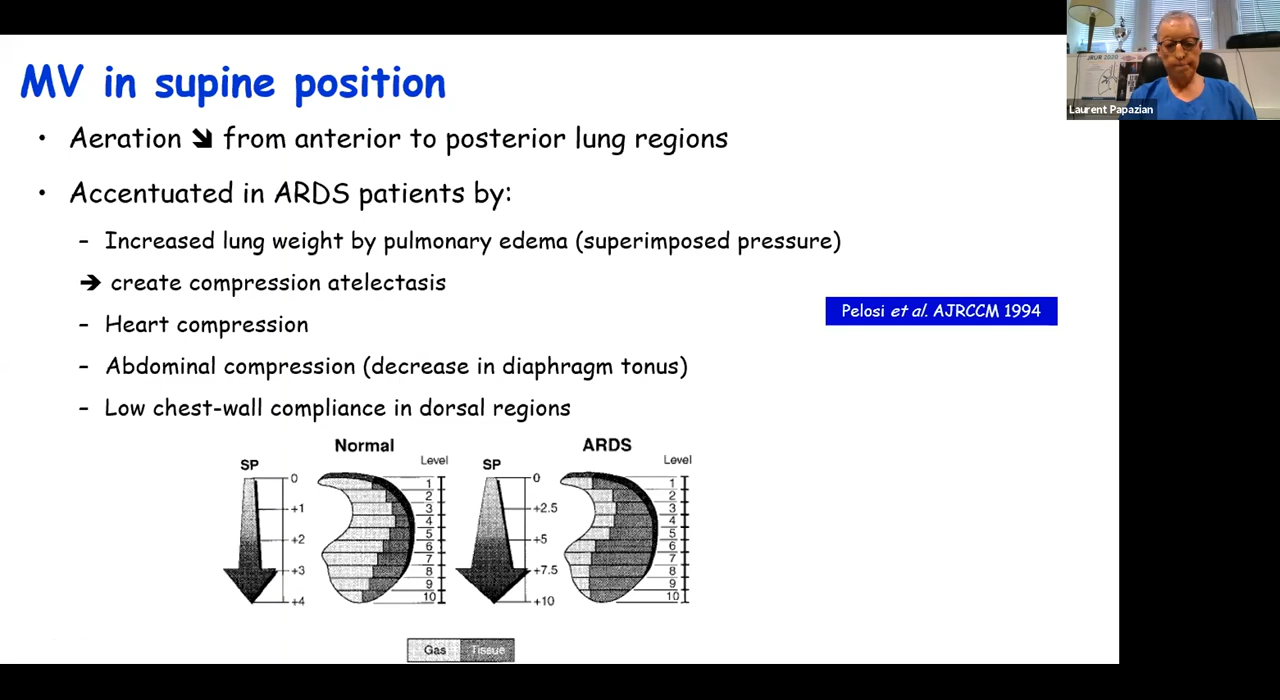 MV in supine position
JRUR 2020
Laurent Papazian
• Aeration ➘ from anterior to posterior lung regions
• Accentuated in ARDS patients by:
– Increased lung weight by pulmonary edema (superimposed pressure)
➔ create compression atelectasis
Pelosi et al. AJRCCM 1994
– Heart compression
– Abdominal compression (decrease in diaphragm tonus)
– Low chest-wall compliance in dorsal regions
Normal
SP
Level
0
+1
+2
+3
+4
1
2
3
4
5
6
7
8
9
10
ARDS
SP
Level
0
+2.5
+5
+7.5
+10
1
2
3
4
5
6
7
8
9
10
Gas Tissue